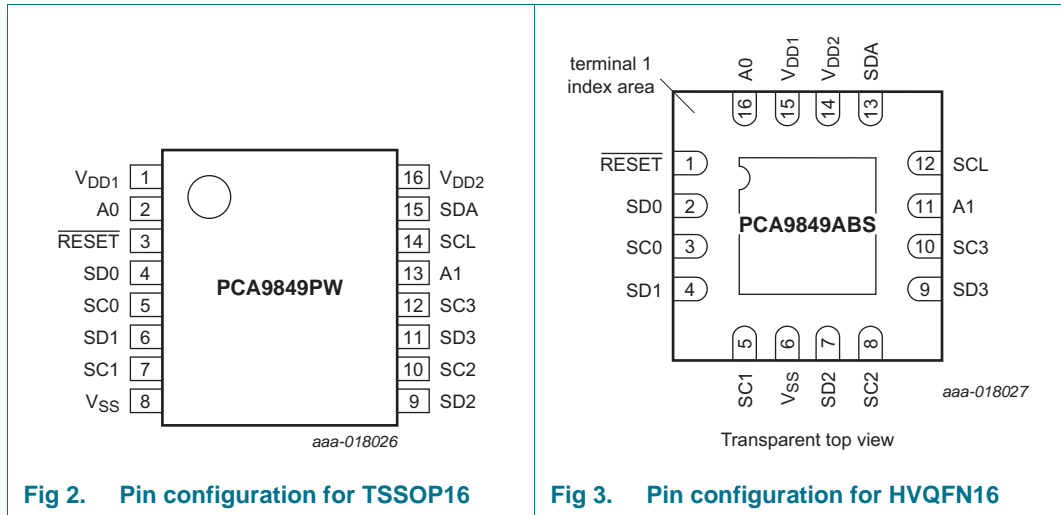 VDD1 1
A0 2
RESET 3
SD0 4
SC0 5
SD1 6
SC1 7
VSS 8
PCA9849PW
16 VDD2
15 SDA
14 SCL
13 A1
12 SC3
11 SD3
10 SC2
9 SD2
aaa-018026
Fig 2. Pin configuration for TSSOP16
terminal 1
index area
A0 VDD1 VDD2 SDA
16 15 14 13
RESET 1
SD0 2
SC0 3
SD1 4
PCA9849ABS
12 SCL
11 A1
10 SC3
9 SD3
5 6 7 8
SC1 VSS SD2 SC2
aaa-018027
Transparent top view
Fig 3. Pin configuration for HVQFN16